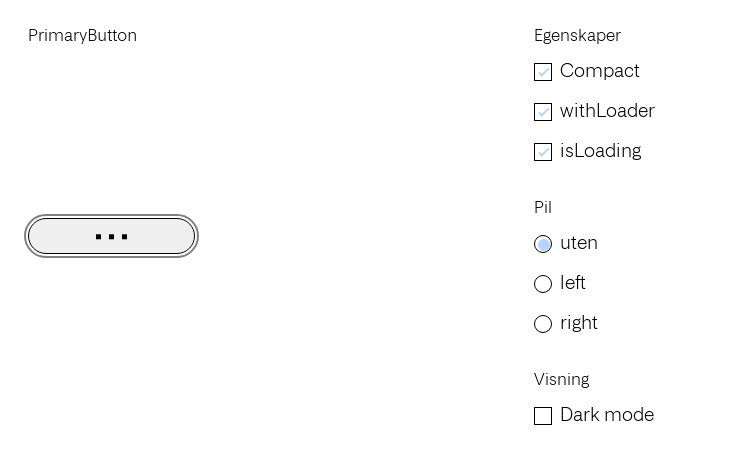 PrimaryButton
Egenskaper
Compact
withLoader
isLoading
Pil
uten
left
right
Visning
Dark mode